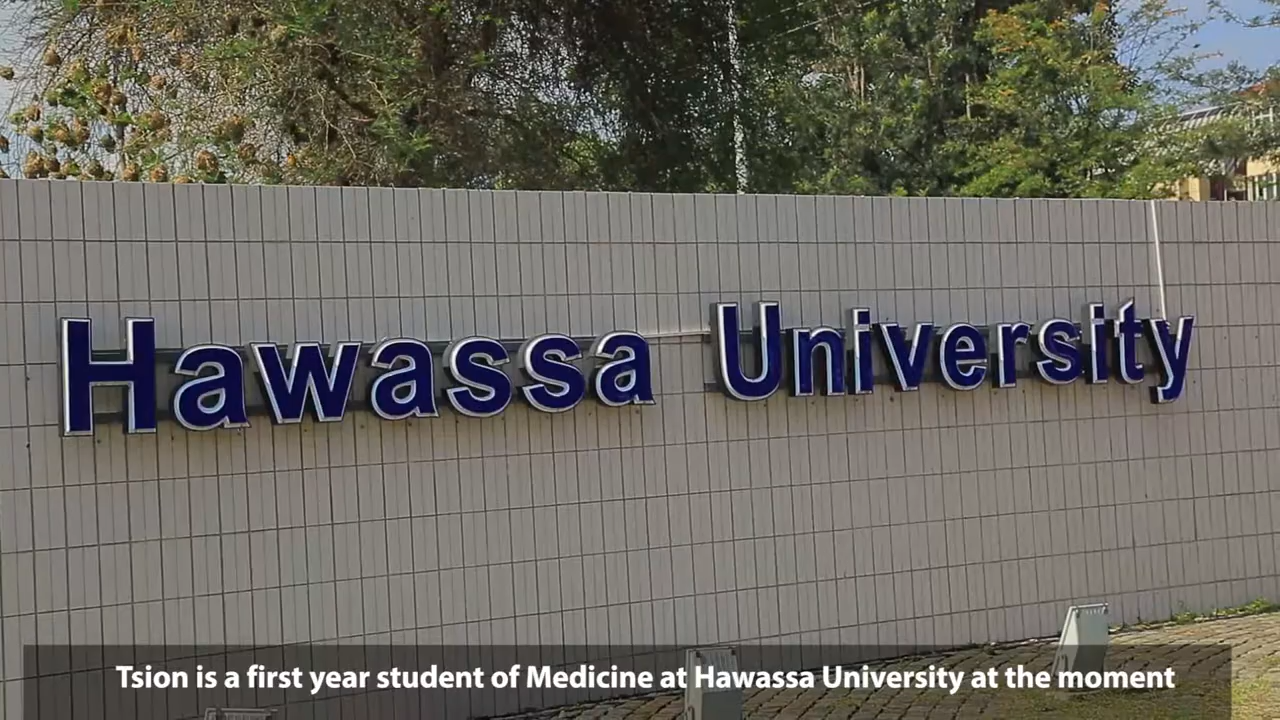 Hawassa University
Tsion is a first year student of Medicine at Hawassa University at the moment